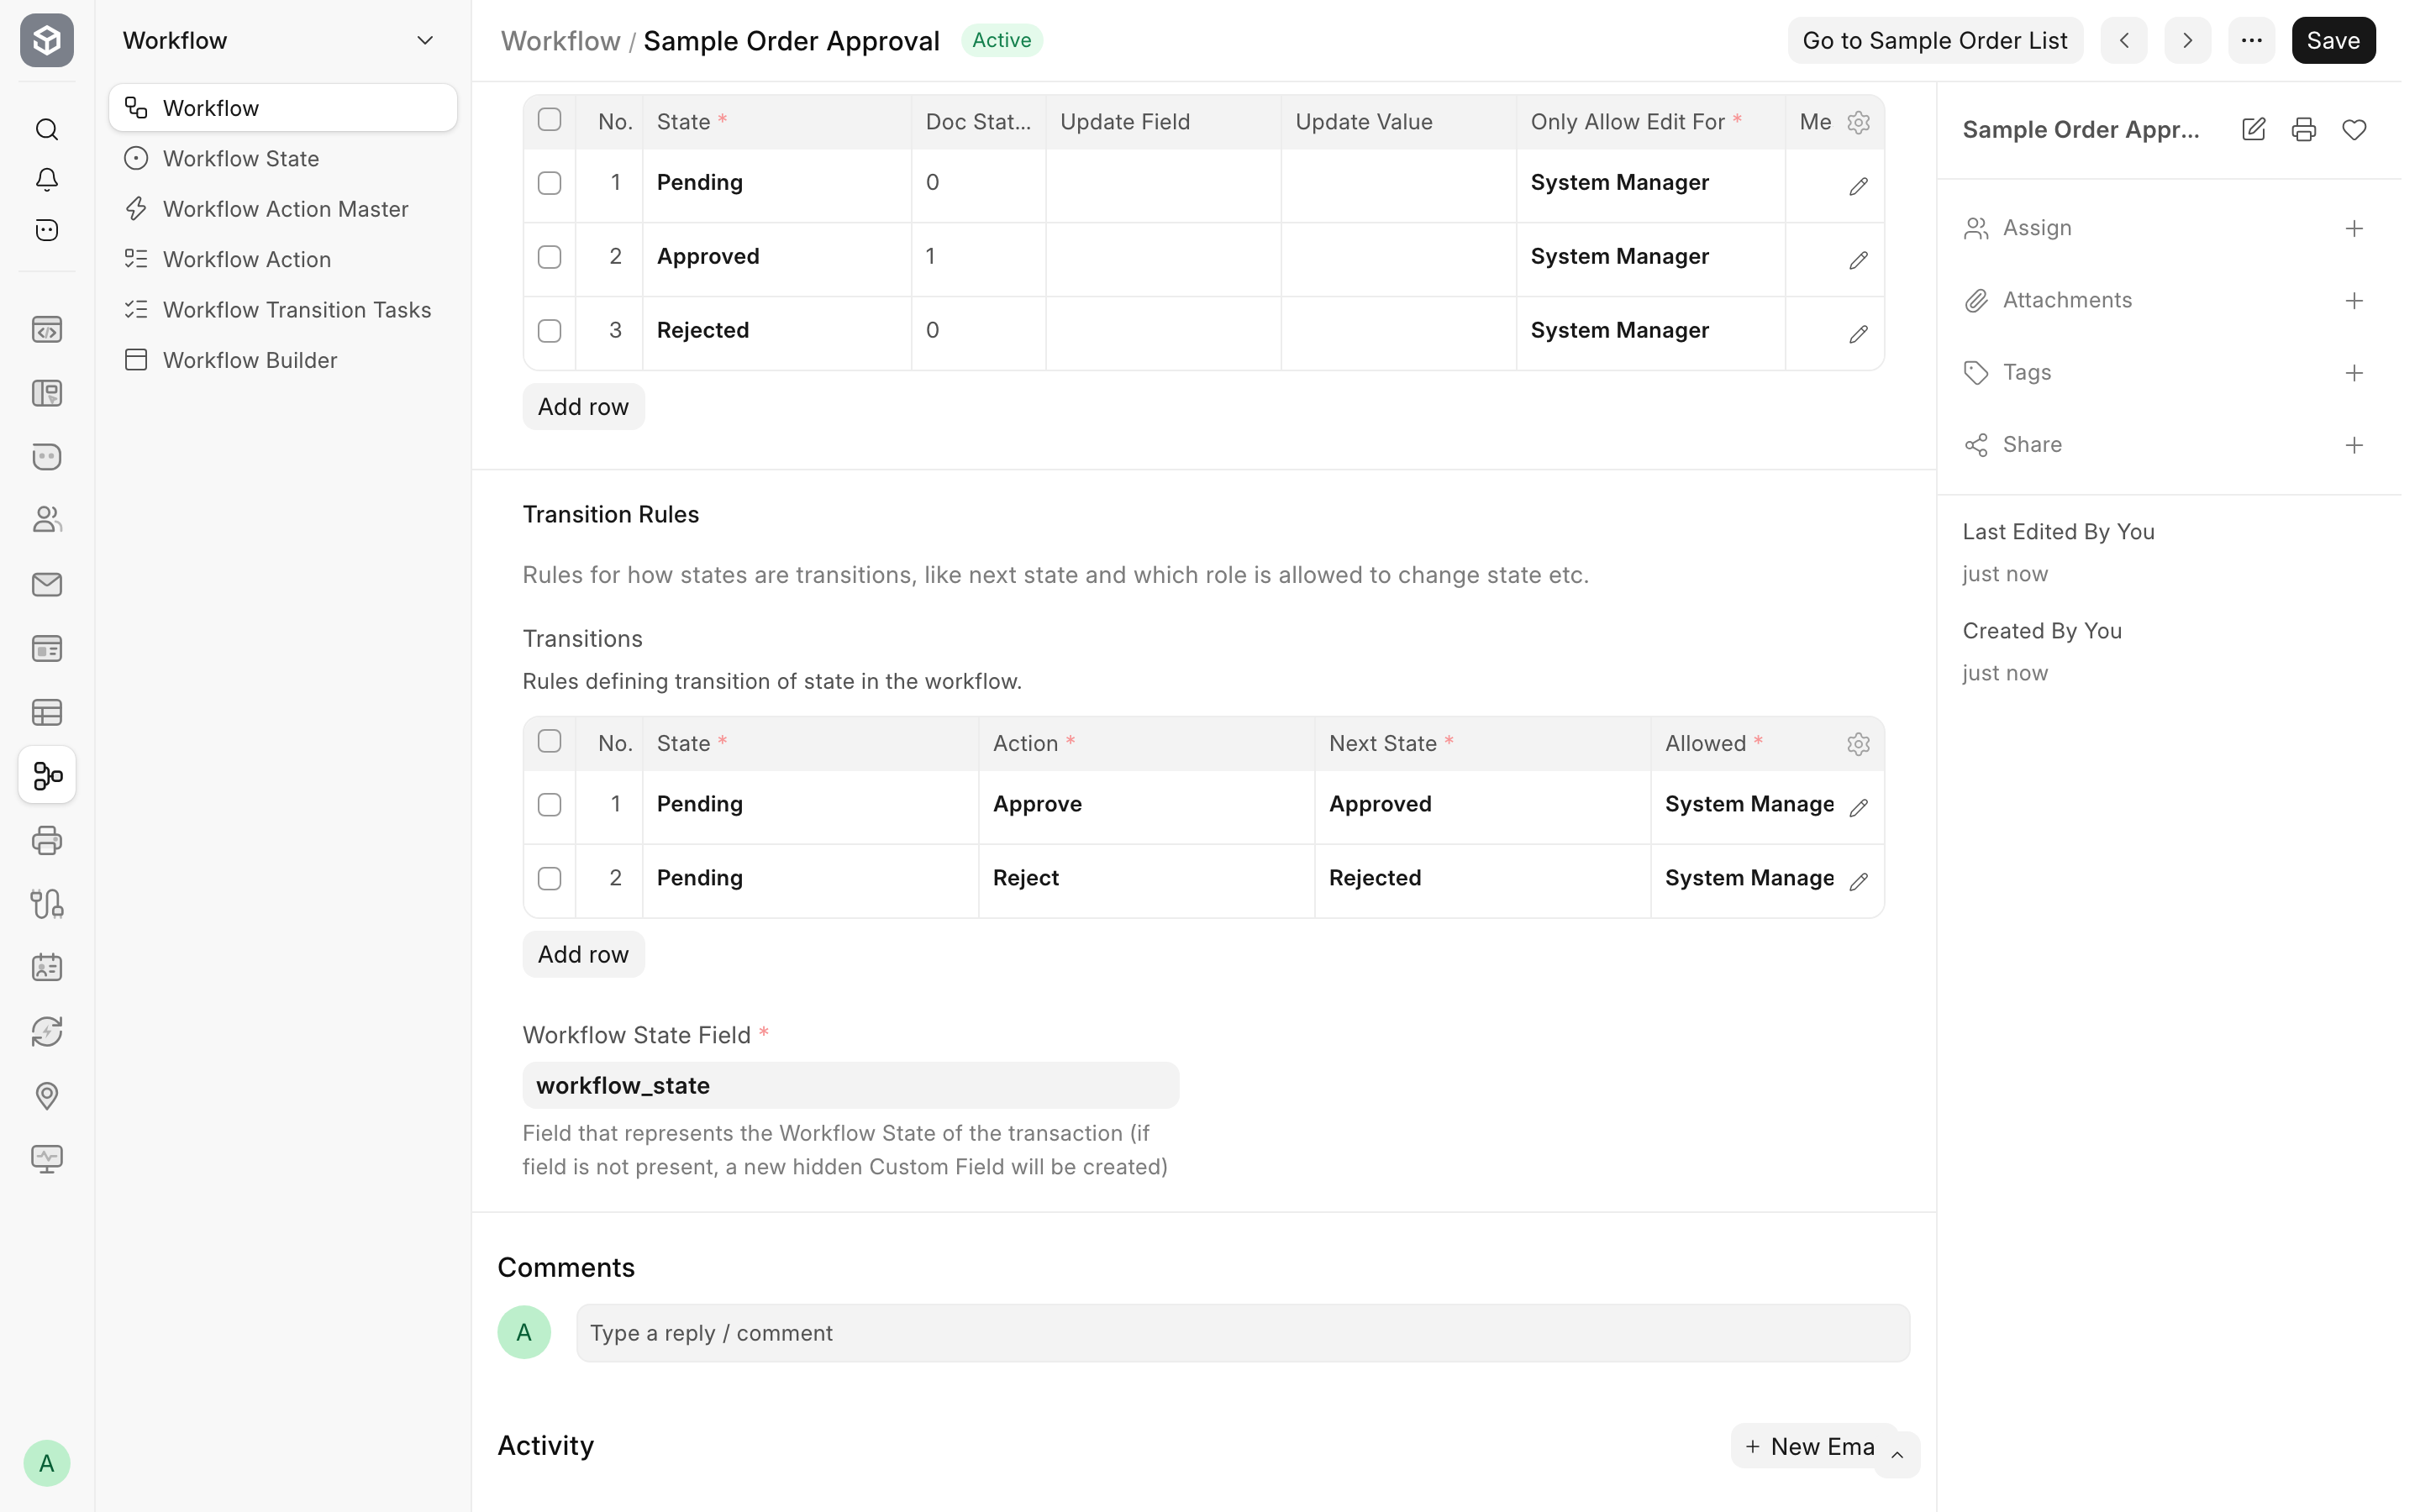 Workflow
Workflow / Sample Order Approval Active
Go to Sample Order List
Save
Workflow
Workflow State
Workflow Action Master
Workflow Action
Workflow Transition Tasks
Workflow Builder
No. State * Doc Stat... Update Field Update Value Only Allow Edit For * Me
1 Pending 0 System Manager
2 Approved 1 System Manager
3 Rejected 0 System Manager
Add row
Transition Rules
Rules for how states are transitions, like next state and which role is allowed to change state etc.
Transitions
Rules defining transition of state in the workflow.
No. State * Action * Next State * Allowed *
1 Pending Approve Approved System Manage
2 Pending Reject Rejected System Manage
Add row
Workflow State Field *
workflow_state
Field that represents the Workflow State of the transaction (if
field is not present, a new hidden Custom Field will be created)
Comments
A
Type a reply / comment
Activity
+ New Ema
Sample Order Appr...
Assign
Attachments
Tags
Share
Last Edited By You
just now
Created By You
just now
A